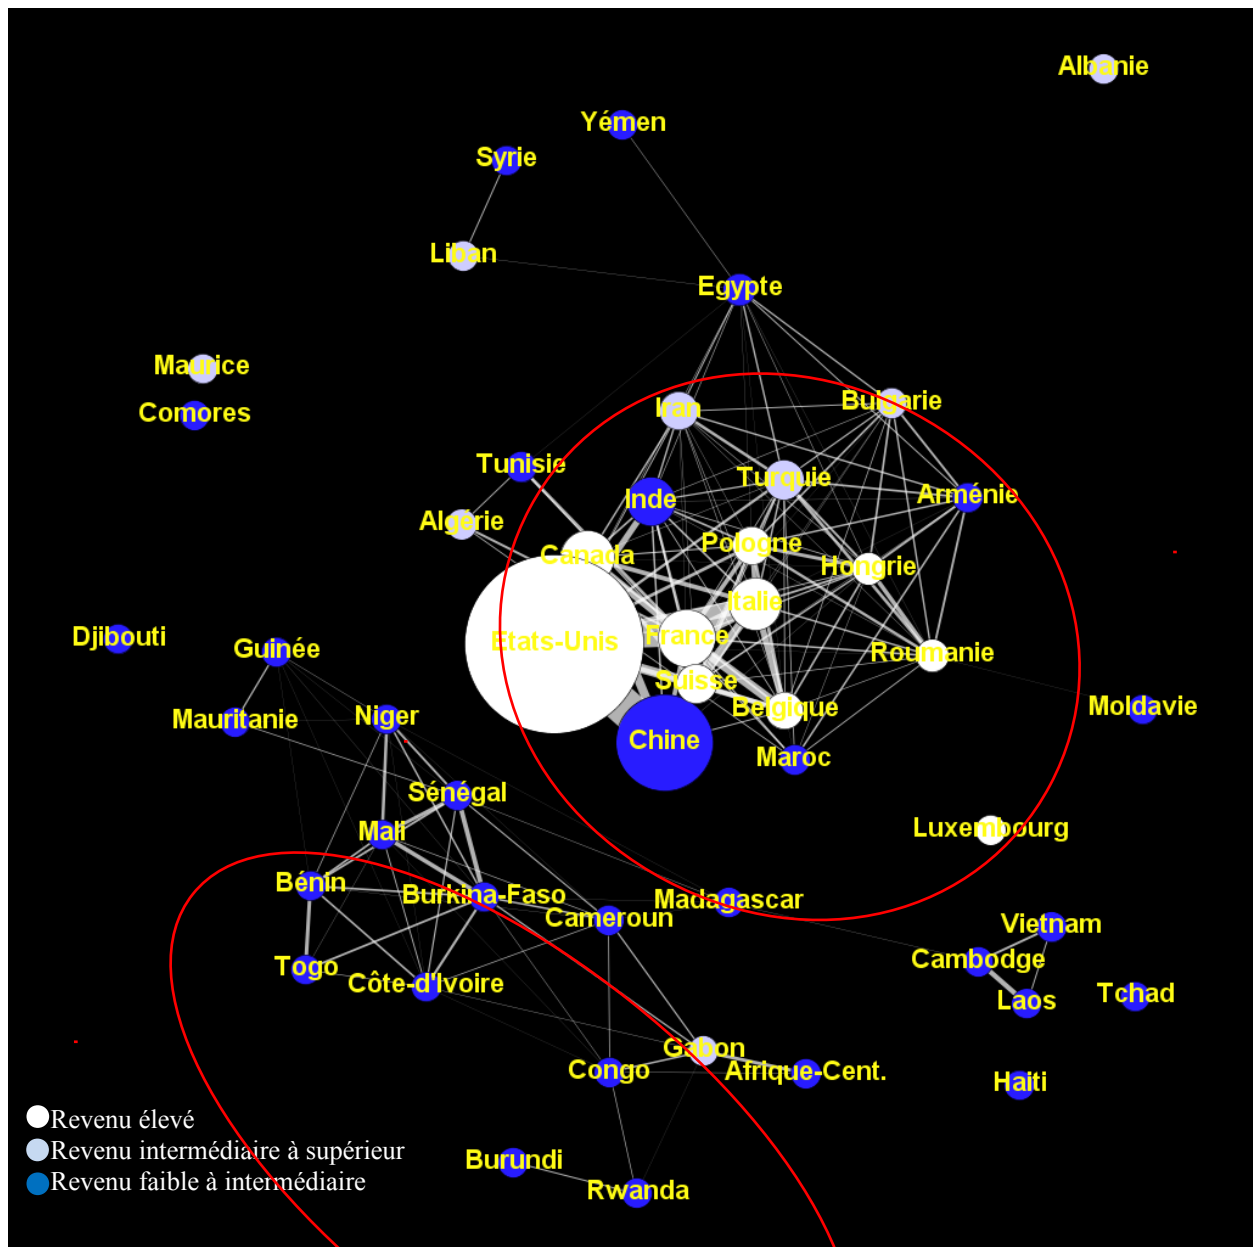 Albanie
Yémen
Syrie
Liban
Egypte
Maurice
Comores
Iran
Bulgarie
Tunisie
Turquie
Inde
Arménie
Algérie
Canada
Pologne
Hongrie
Italie
Djibouti
Guinée
Etats-Unis
France
Roumanie
Suisse
Mauritanie
Niger
Belgique
Moldavie
Chine
Maroc
Sénégal
Mali
Luxembourg
Bénin
Burkina-Faso
Madagascar
Cameroun
Vietnam
Togo
Côte-d'Ivoire
Cambodge
Laos
Tchad
Gabon
Congo
Afrique-Cent.
Haiti
Revenu élevé
Revenu intermédiaire à supérieur
Revenu faible à intermédiaire
Burundi
Rwanda